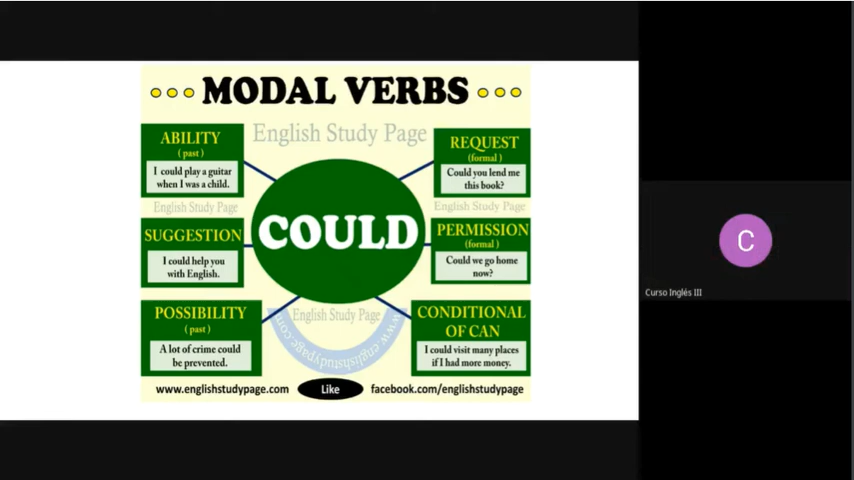 MODAL VERBS
English Study Page
ABILITY
( past )
I could play a guitar
when I was a child.
REQUEST
(formal )
Could you lend me
this book?
English Study Page
English Study Page
COULD
SUGGESTION
I could help you
with English.
PERMISSION
(formal )
Could we go home
now?
POSSIBILITY
( past )
A lot of crime could
be prevented.
English Study Page
www.englishstudypage.com
CONDITIONAL
OF CAN
I could visit many places
if I had more money.
www.englishstudypage.com
Like
facebook.com/englishstudypage
C
Curso Inglés III